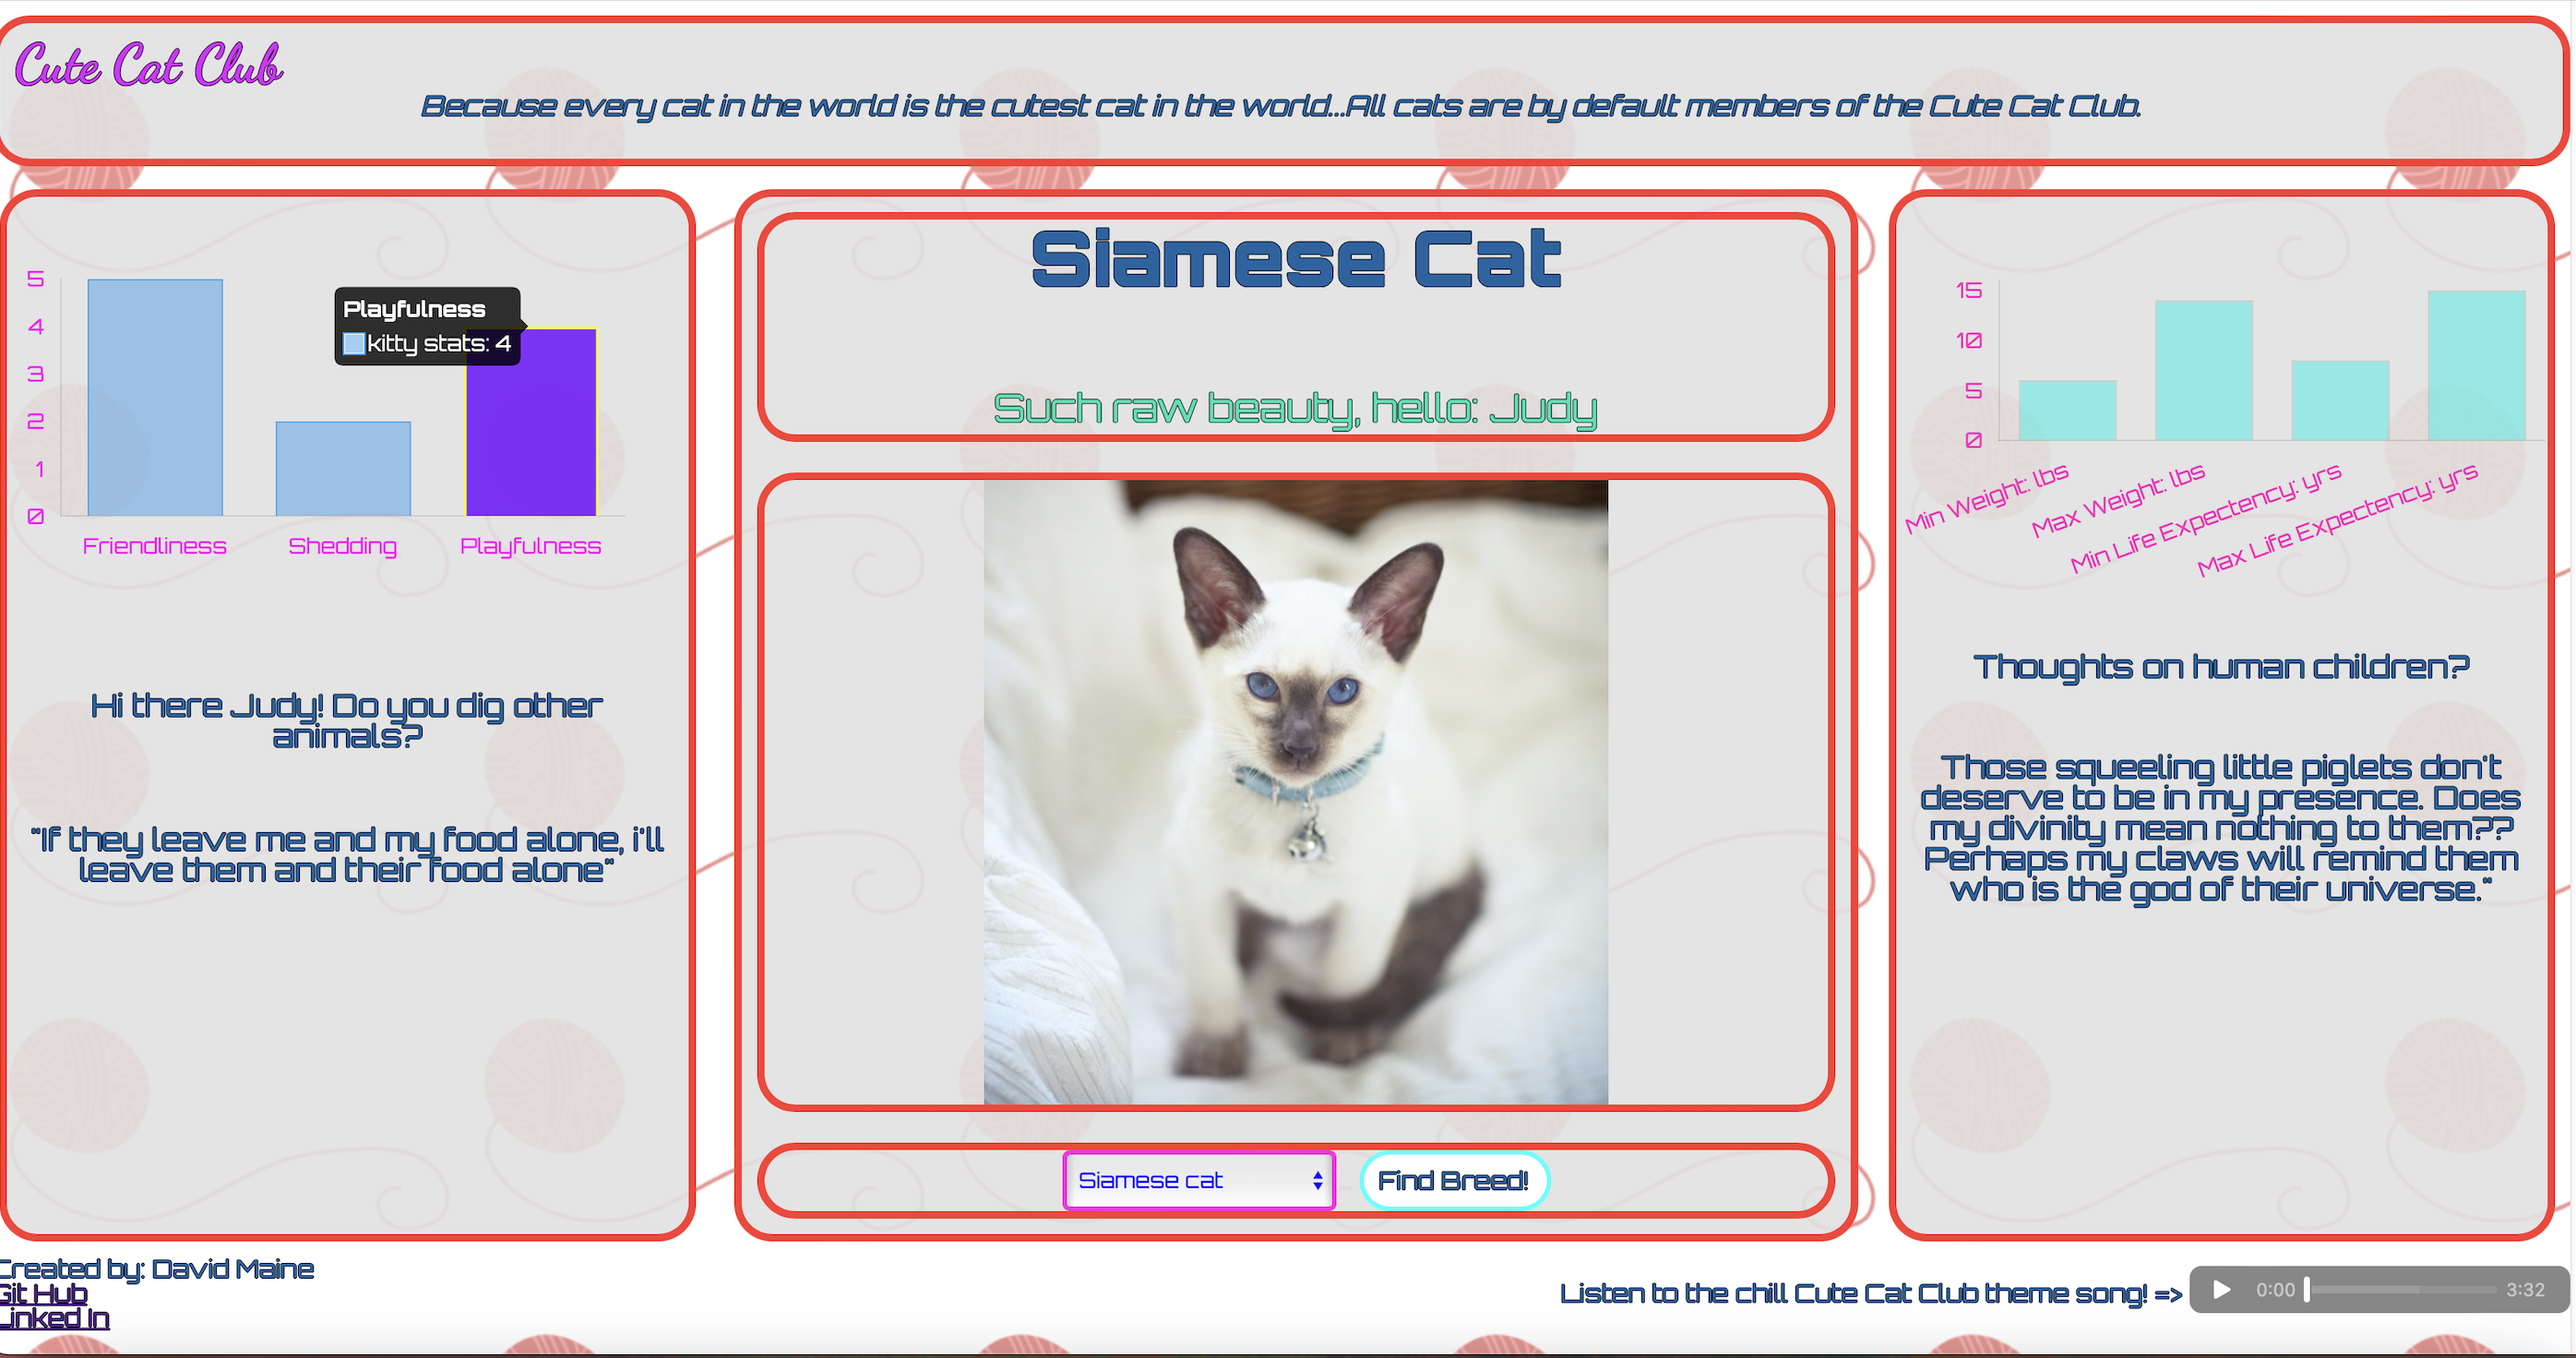 Cute Cat Club
Because every cat in the world is the cutest cat in the world...All cats are by default members of the Cute Cat Club.
5
4
3
2
1
0
Playfulness
kitty stats: 4
Friendliness Shedding Playfulness
Hi there Judy! Do you dig other
animals?
"If they leave me and my food alone, i'll
leave them and their food alone"
Siamese Cat
Such raw beauty, hello: Judy
Siamese cat
Find Breed!
15
10
5
0
Min Weight: lbs
Max Weight: lbs
Min Life Expectency: yrs
Max Life Expectency: yrs
Thoughts on human children?
Those squeeling little piglets don't
deserve to be in my presence. Does
my divinity mean nothing to them??
Perhaps my claws will remind them
who is the god of their universe."
Created by: David Maine
Git Hub
Linked In
Listen to the chill Cute Cat Club theme song! =>
0:00
3:32